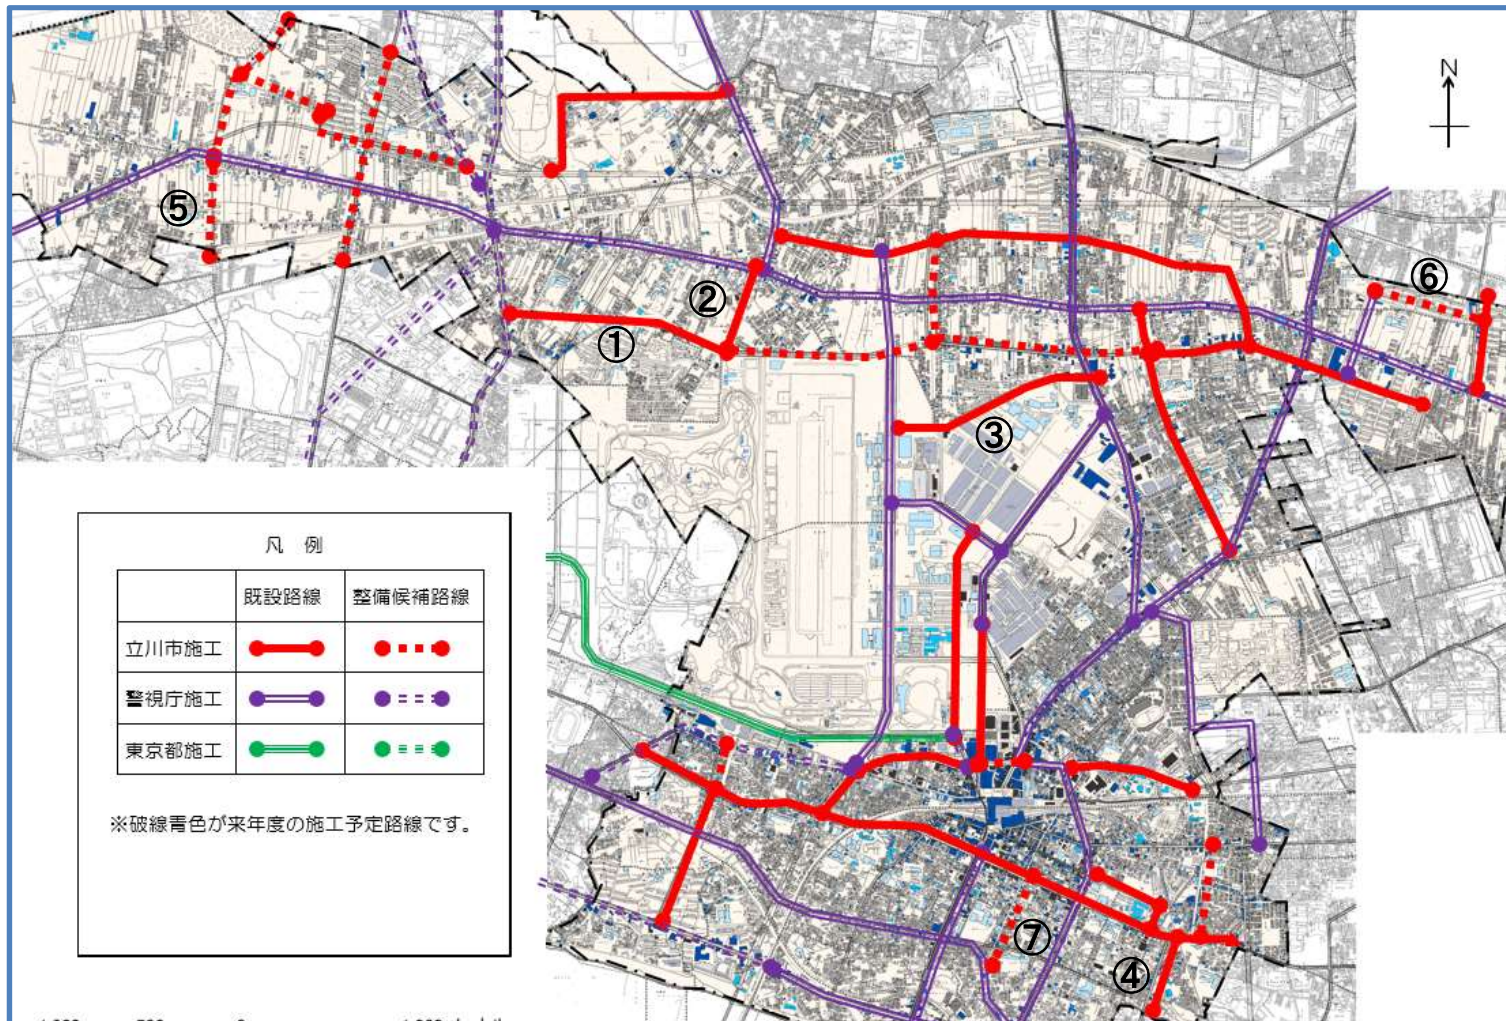 N
⑤
②
①
⑥
③
凡 例
既設路線 整備候補路線
立川市施工
警視庁施工
東京都施工
※破線青色が来年度の施工予定路線です。
⑦
④